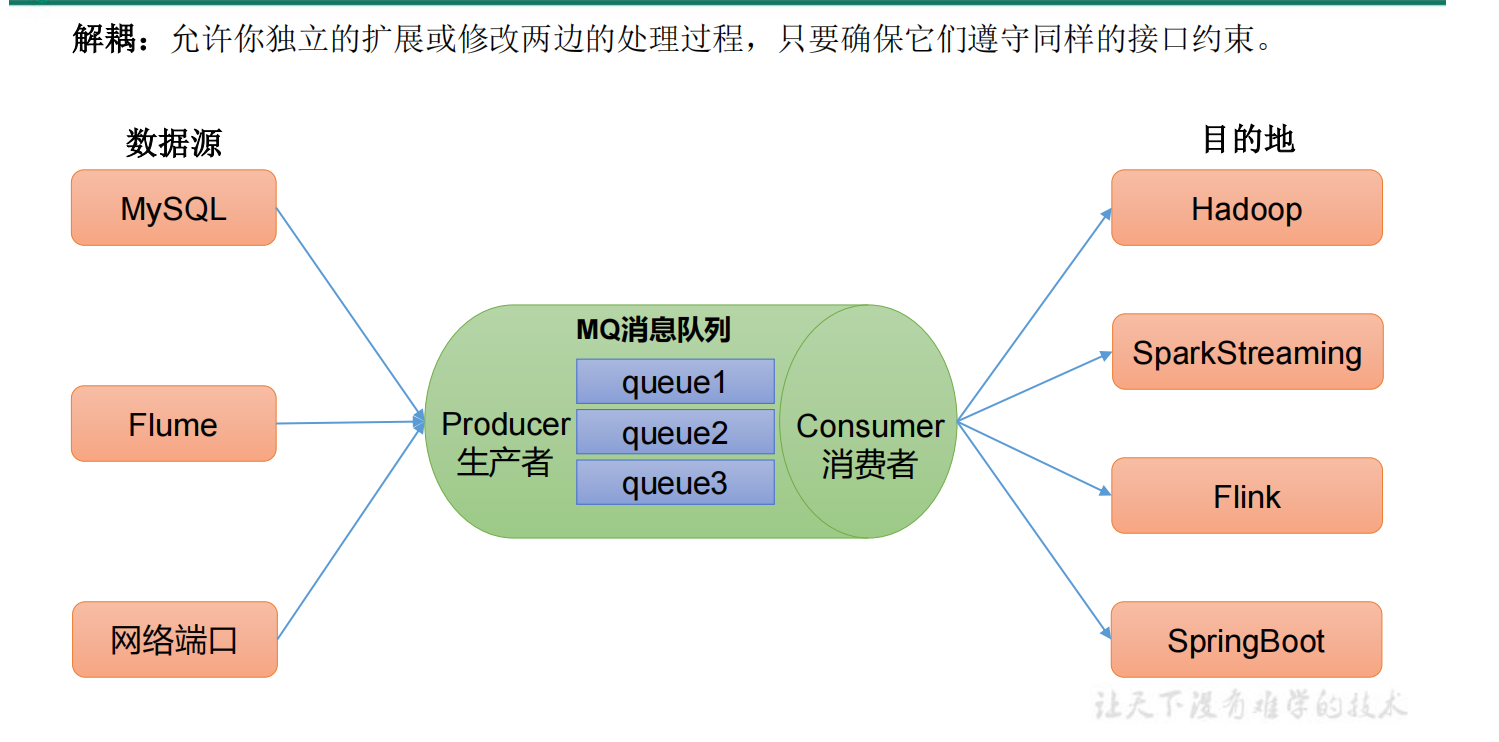 解耦：允许你独立的扩展或修改两边的处理过程，只要确保它们遵守同样的接口约束。
数据源
目的地
MySQL
Hadoop
MQ消息队列
SparkStreaming
queue1
Flume
Producer
生产者
queue2
Consumer
消费者
queue3
Flink
网络端口
SpringBoot
让天下没有难学的技术